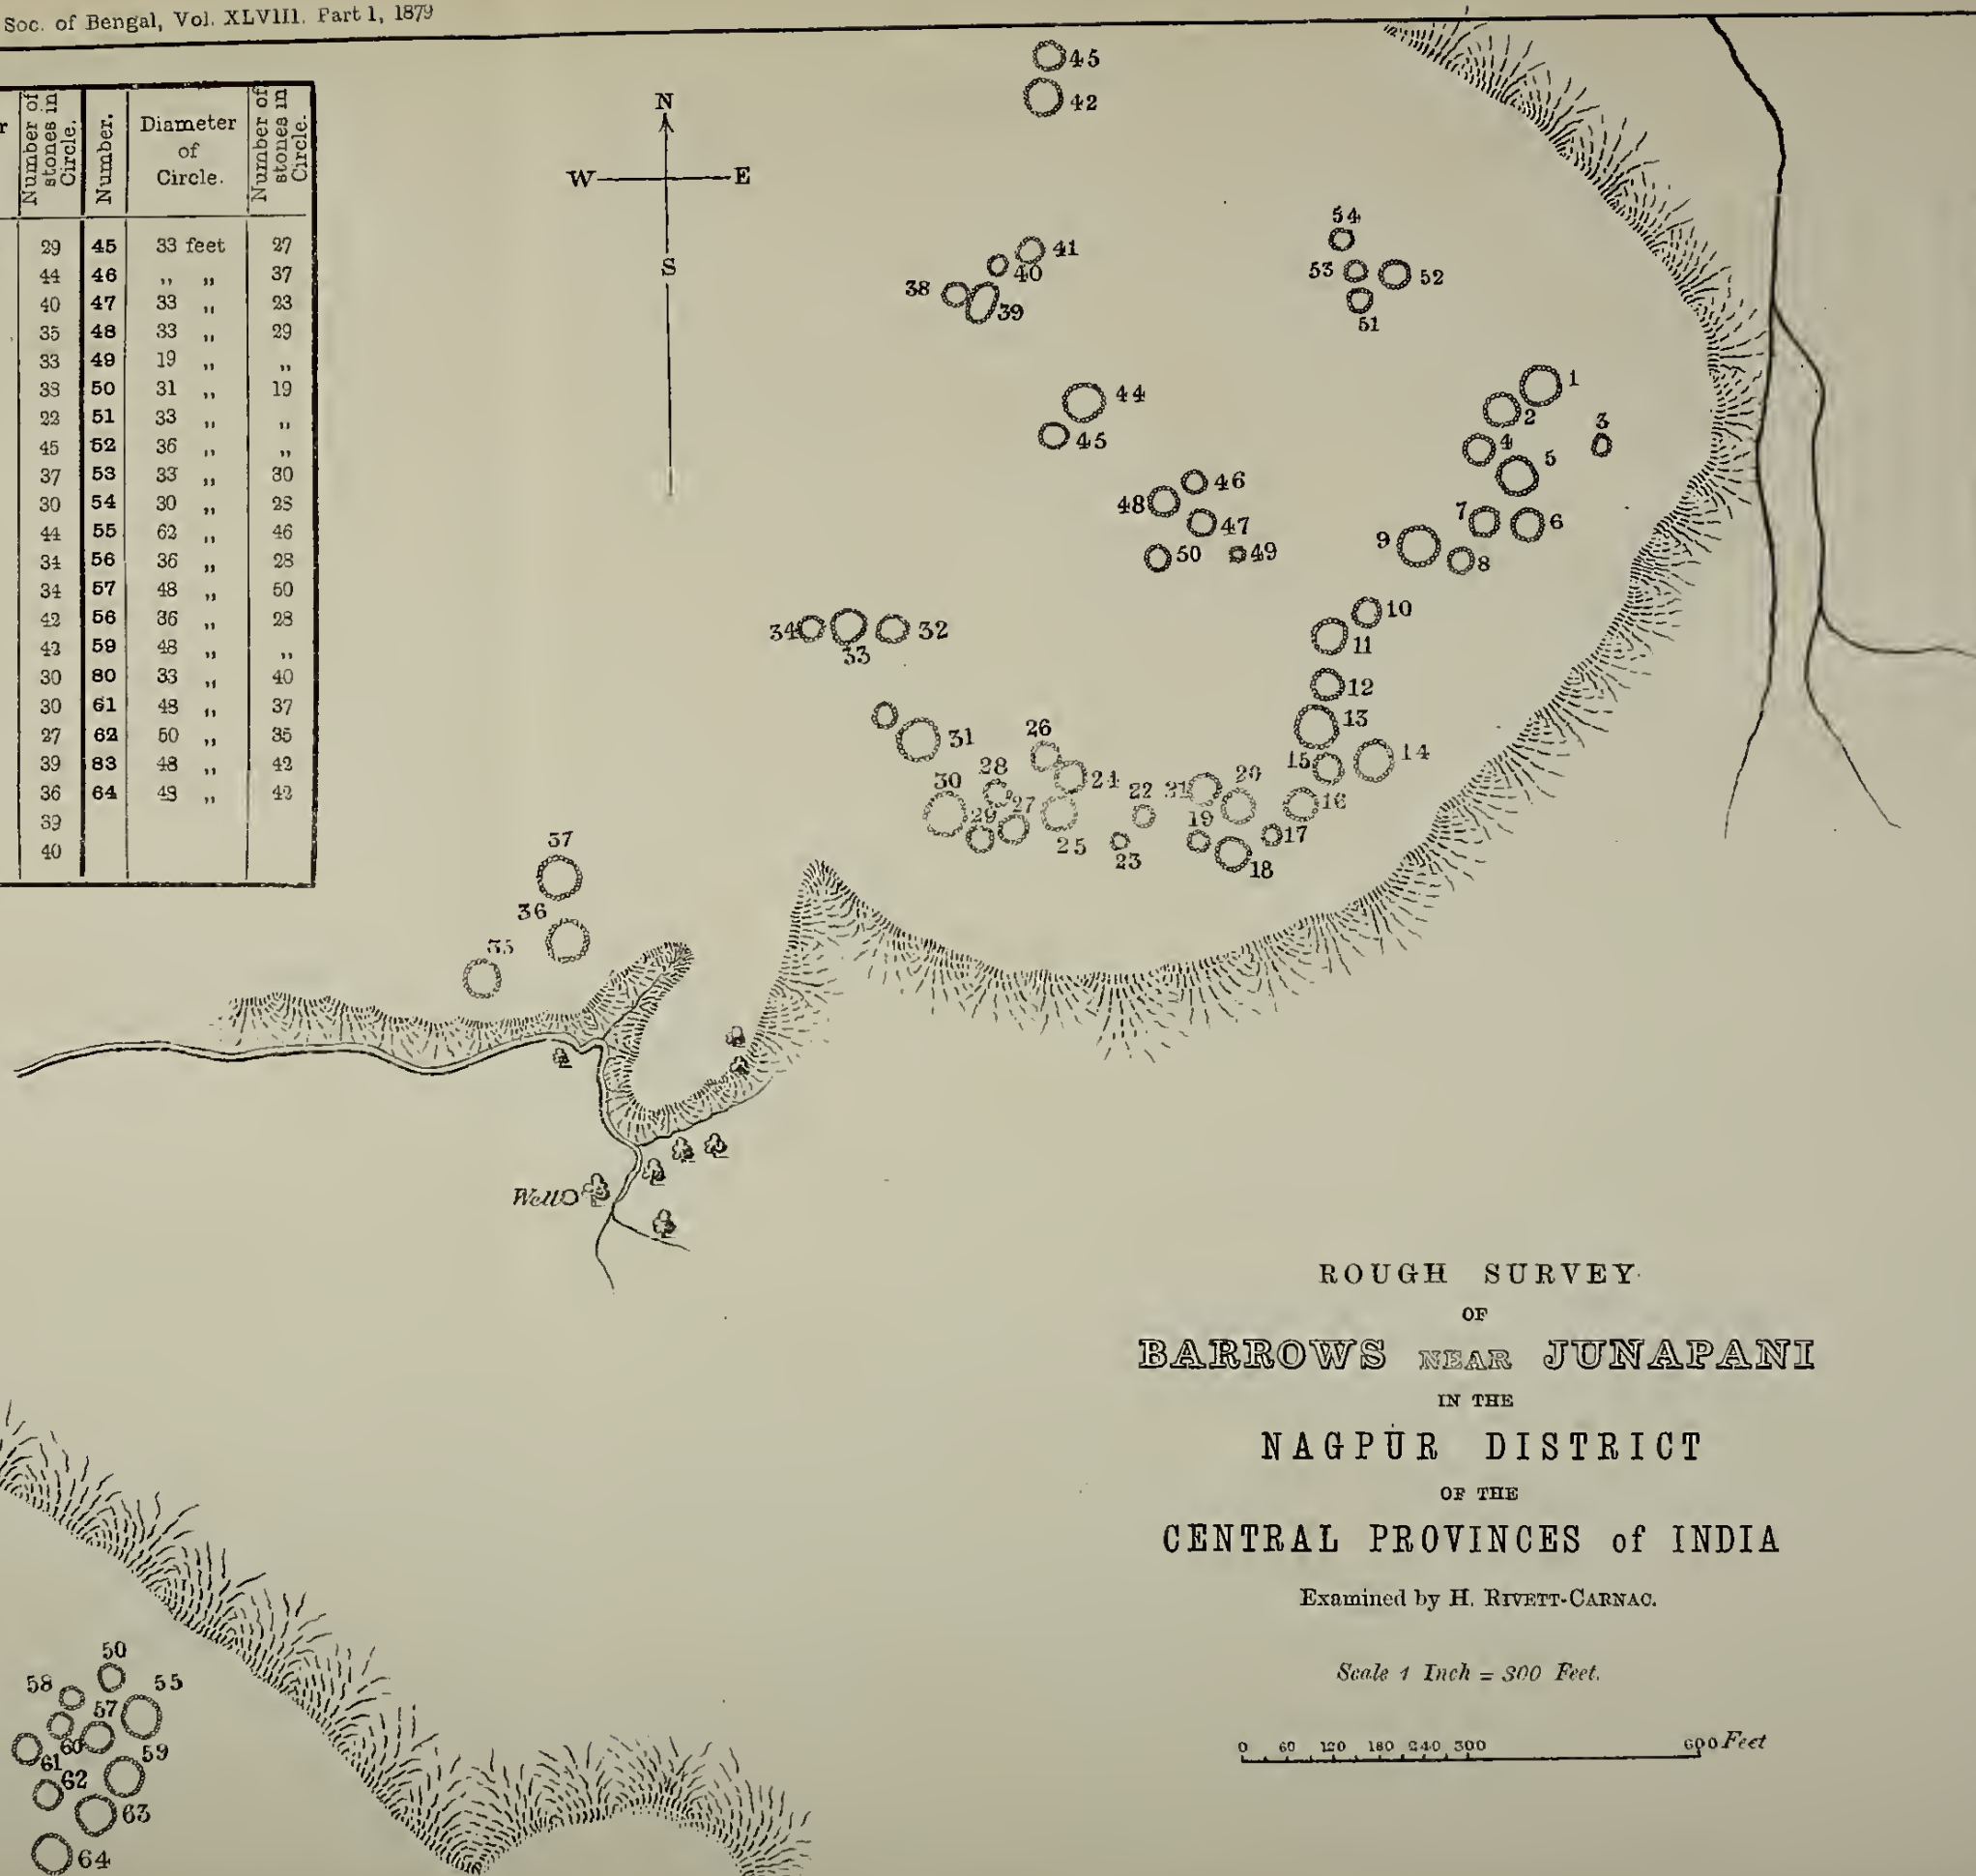 Soc. of Bengal, Vol. XLVIII. Part 1, 1879
r | Number of stones in Circle. | Number. | Diameter of Circle. | Number of stones in Circle.
29 45 33 feet 27
44 46 ,, ,, 37
40 47 33 ,, 23
35 48 33 ,, 29
33 49 19 ,, ,,
33 50 31 ,, 19
22 51 33 ,, ,,
45 52 36 ,, ,,
37 53 33 ,, 30
30 54 30 ,, 28
44 55 62 ,, 46
34 56 36 ,, 28
34 57 48 ,, 50
42 56 36 ,, 28
43 59 48 ,, ,,
30 80 33 ,, 40
30 61 48 ,, 37
27 62 50 ,, 35
39 83 48 ,, 42
36 64 48 ,, 42
39
40
N
W E
S
45
42
41
40
38
39
54
53 52
51
44
45
1
2
3
4
5
46
48
47
50 49
7 6
9
8
10
11
34 32
33
12
13
31
26
14
15
28
24
30
20
22 21
16
27
29
19
17
25
23
18
37
36
35
Well
ROUGH SURVEY
OF
BARROWS NEAR JUNAPANI
IN THE
NAGPUR DISTRICT
OF THE
CENTRAL PROVINCES of INDIA
Examined by H. RIVETT-CARNAC.
Scale 1 Inch = 300 Feet.
0 60 120 180 240 300 600 Feet
50
58 55
57
60
59
61
62
63
64